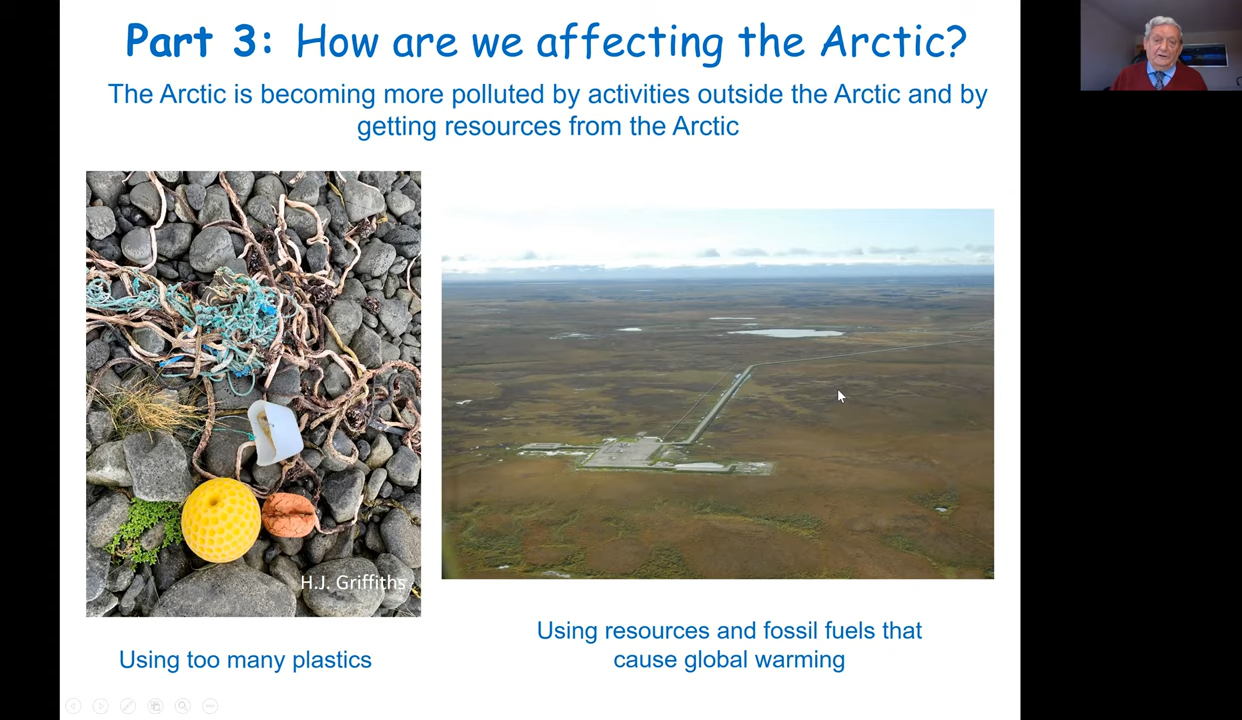 Part 3: How are we affecting the Arctic?
The Arctic is becoming more polluted by activities outside the Arctic and by
getting resources from the Arctic
H.J. Griffiths
Using too many plastics
Using resources and fossil fuels that
cause global warming